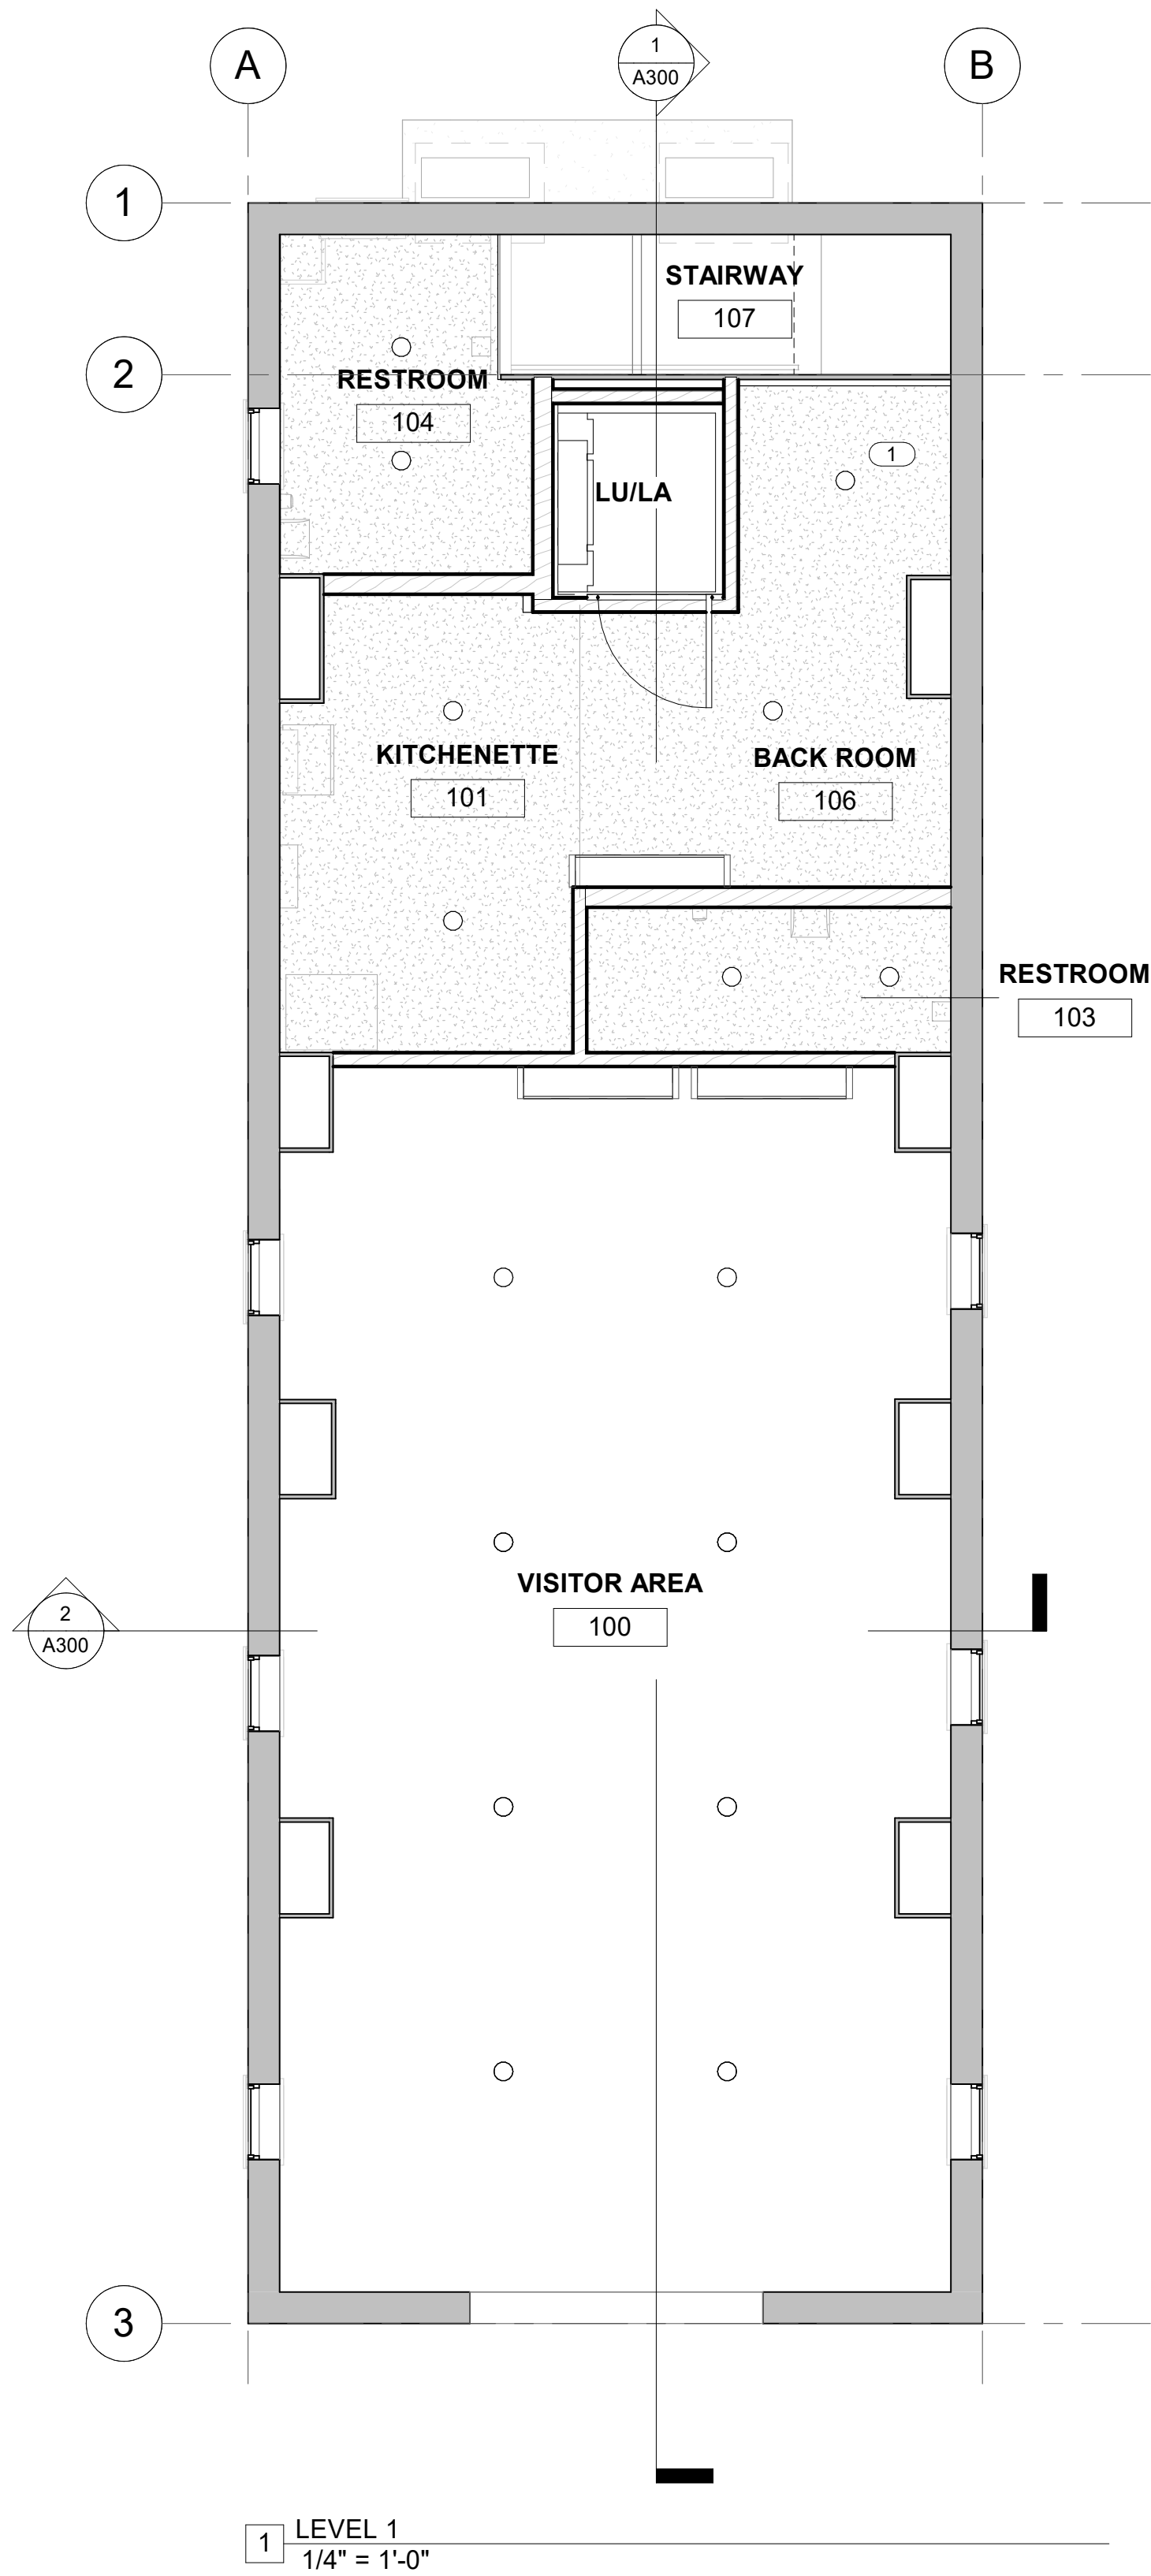 A
1
A300
B
1
STAIRWAY
107
2
RESTROOM
104
1
LU/LA
KITCHENETTE
101
BACK ROOM
106
RESTROOM
103
VISITOR AREA
100
2
A300
3
1 LEVEL 1
1/4" = 1'-0"